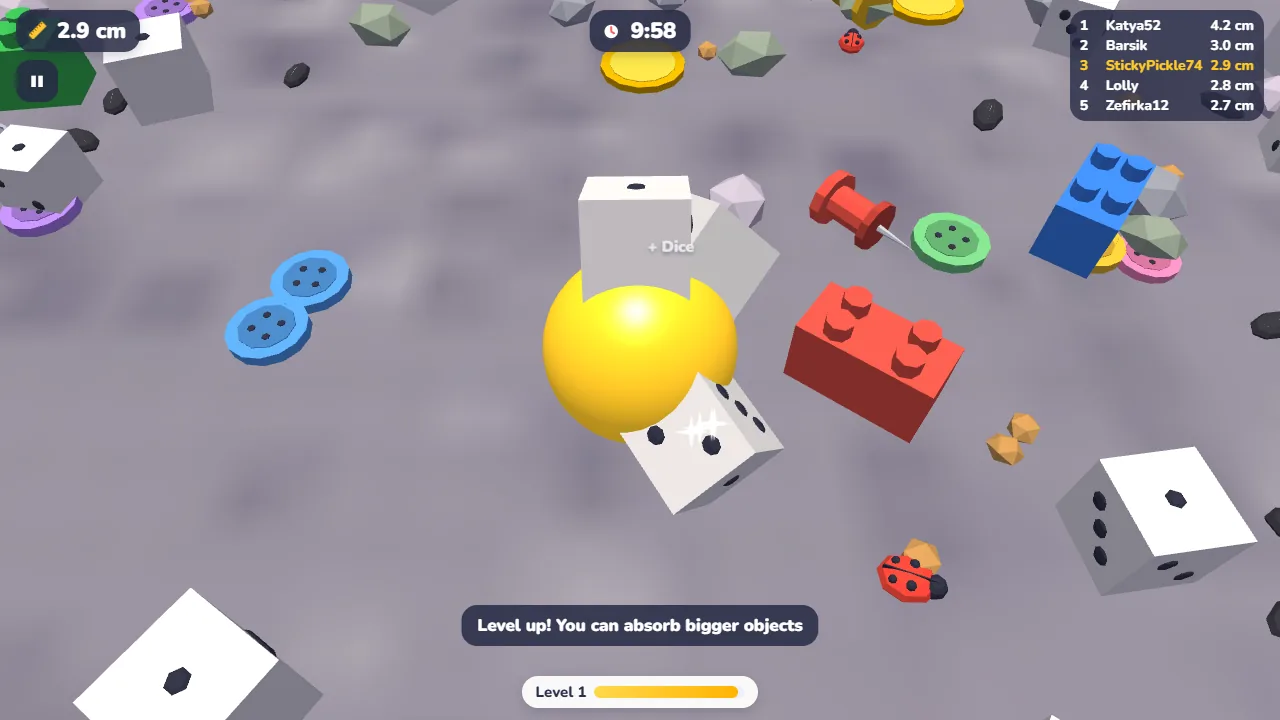 2.9 cm
9:58
1 Katya52 4.2 cm
2 Barsik 3.0 cm
3 StickyPickle74 2.9 cm
4 Lolly 2.8 cm
5 Zefirka12 2.7 cm
+ Dice
Level up! You can absorb bigger objects
Level 1